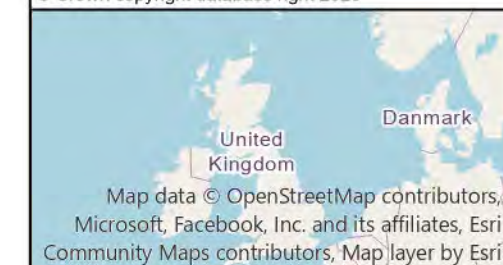 Danmark
United
Kingdom
Map data © OpenStreetMap contributors,
Microsoft, Facebook, Inc. and its affiliates, Esri
Community Maps contributors, Map layer by Esri